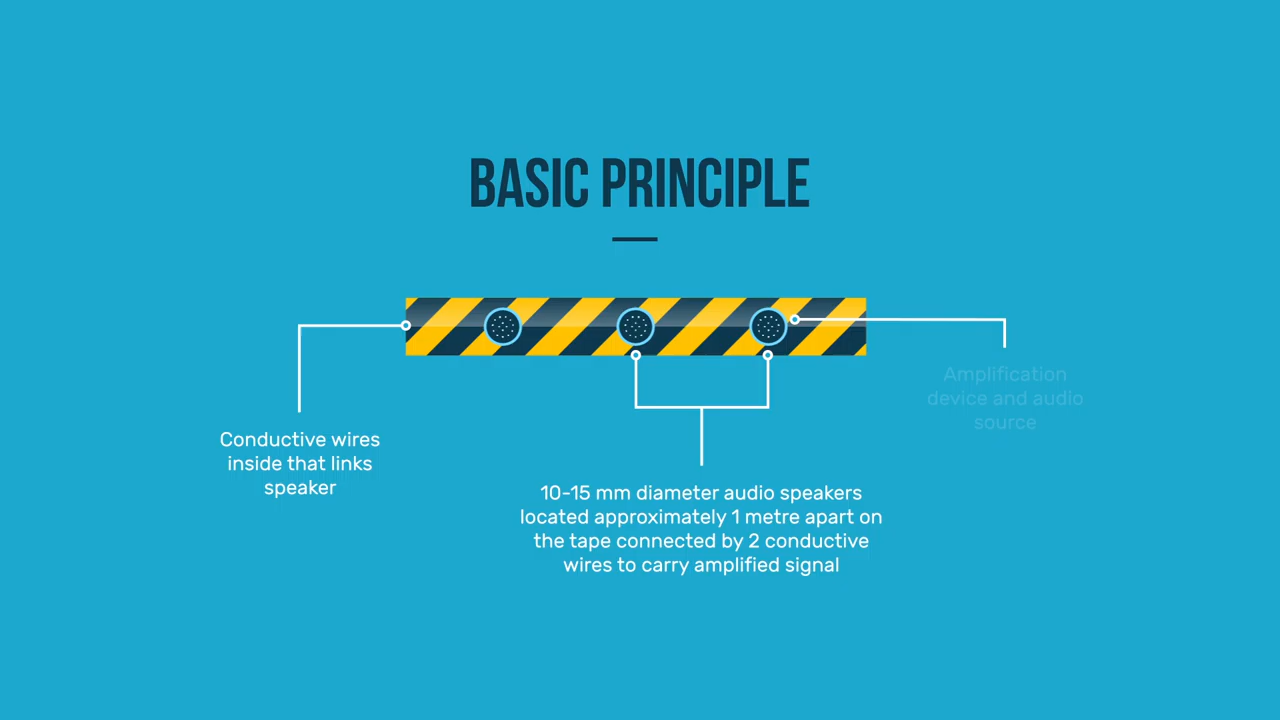 BASIC PRINCIPLE
Conductive wires
inside that links
speaker
10-15 mm diameter audio speakers
located approximately 1 metre apart on
the tape connected by 2 conductive
wires to carry amplified signal
Amplification
device and audio
source